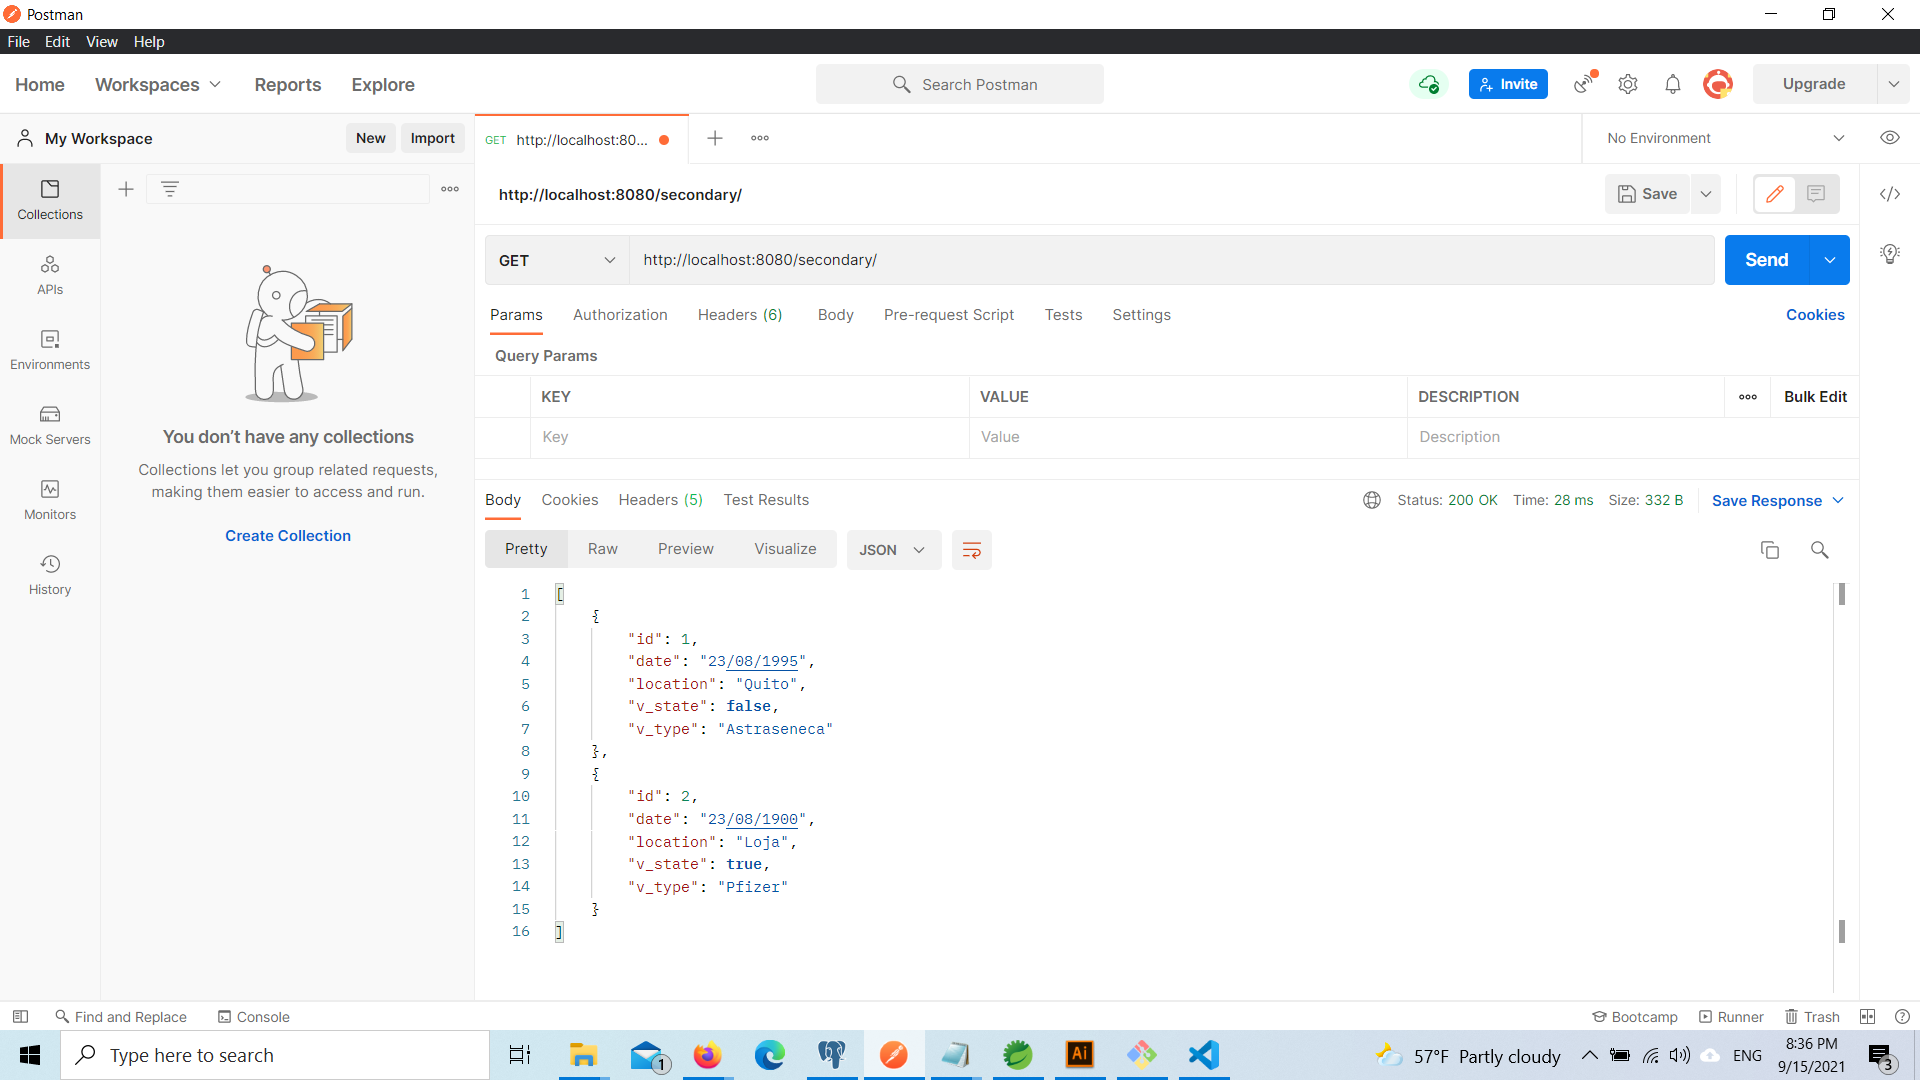 Postman
File Edit View Help
Home Workspaces Reports Explore Search Postman Invite Upgrade
My Workspace New Import GET http://localhost:80... No Environment
Collections
http://localhost:8080/secondary/ Save
GET http://localhost:8080/secondary/ Send
APIs
Params Authorization Headers (6) Body Pre-request Script Tests Settings Cookies
Query Params
Environments
KEY VALUE DESCRIPTION Bulk Edit
Key Value Description
Mock Servers
You don't have any collections
Collections let you group related requests,
making them easier to access and run.
Create Collection
Monitors
History
Body Cookies Headers (5) Test Results Status: 200 OK Time: 28 ms Size: 332 B Save Response
Pretty Raw Preview Visualize JSON
1 [
2 {
3 "id": 1,
4 "date": "23/08/1995",
5 "location": "Quito",
6 "v_state": false,
7 "v_type": "Astraseneca"
8 },
9 {
10 "id": 2,
11 "date": "23/08/1900",
12 "location": "Loja",
13 "v_state": true,
14 "v_type": "Pfizer"
15 }
16 ]
Find and Replace Console Bootcamp Runner Trash
Type here to search 1 Ai 57°F Partly cloudy ENG 8:36 PM 3
9/15/2021